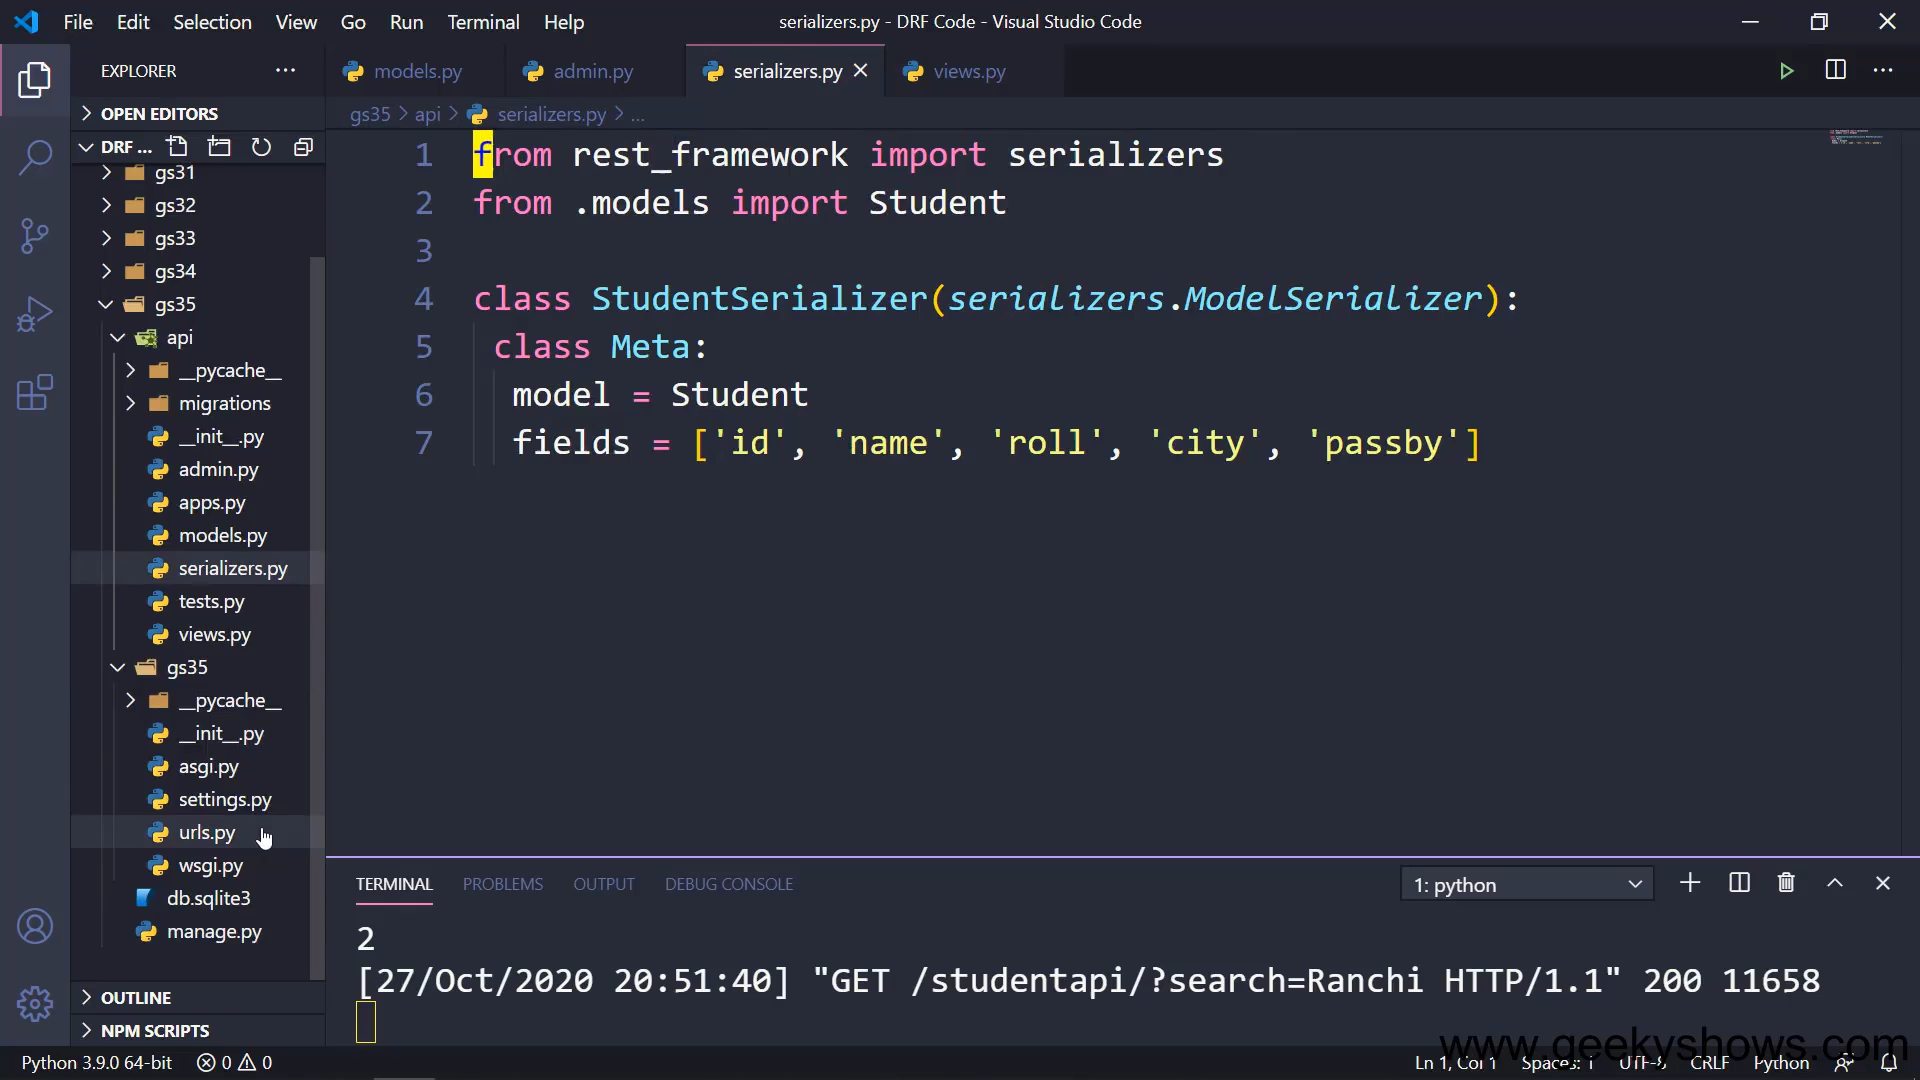 File Edit Selection View Go Run Terminal Help
serializers.py - DRF Code - Visual Studio Code
EXPLORER
OPEN EDITORS
DRF ...
gs31
gs32
gs33
gs34
gs35
api
__pycache__
migrations
__init__.py
admin.py
apps.py
models.py
serializers.py
tests.py
views.py
gs35
__pycache__
__init__.py
asgi.py
settings.py
urls.py
wsgi.py
db.sqlite3
manage.py
OUTLINE
NPM SCRIPTS
models.py admin.py serializers.py views.py
gs35 > api > serializers.py > ...
1 from rest_framework import serializers
2 from .models import Student
3
4 class StudentSerializer(serializers.ModelSerializer):
5 class Meta:
6 model = Student
7 fields = ['id', 'name', 'roll', 'city', 'passby']
TERMINAL PROBLEMS OUTPUT DEBUG CONSOLE
1: python
2
[27/Oct/2020 20:51:40] "GET /studentapi/?search=Ranchi HTTP/1.1" 200 11658
www.geekyshows.com
Python 3.9.0 64-bit 0 0 Ln 1, Col 1 Spaces: 1 UTF-8 CRLF Python